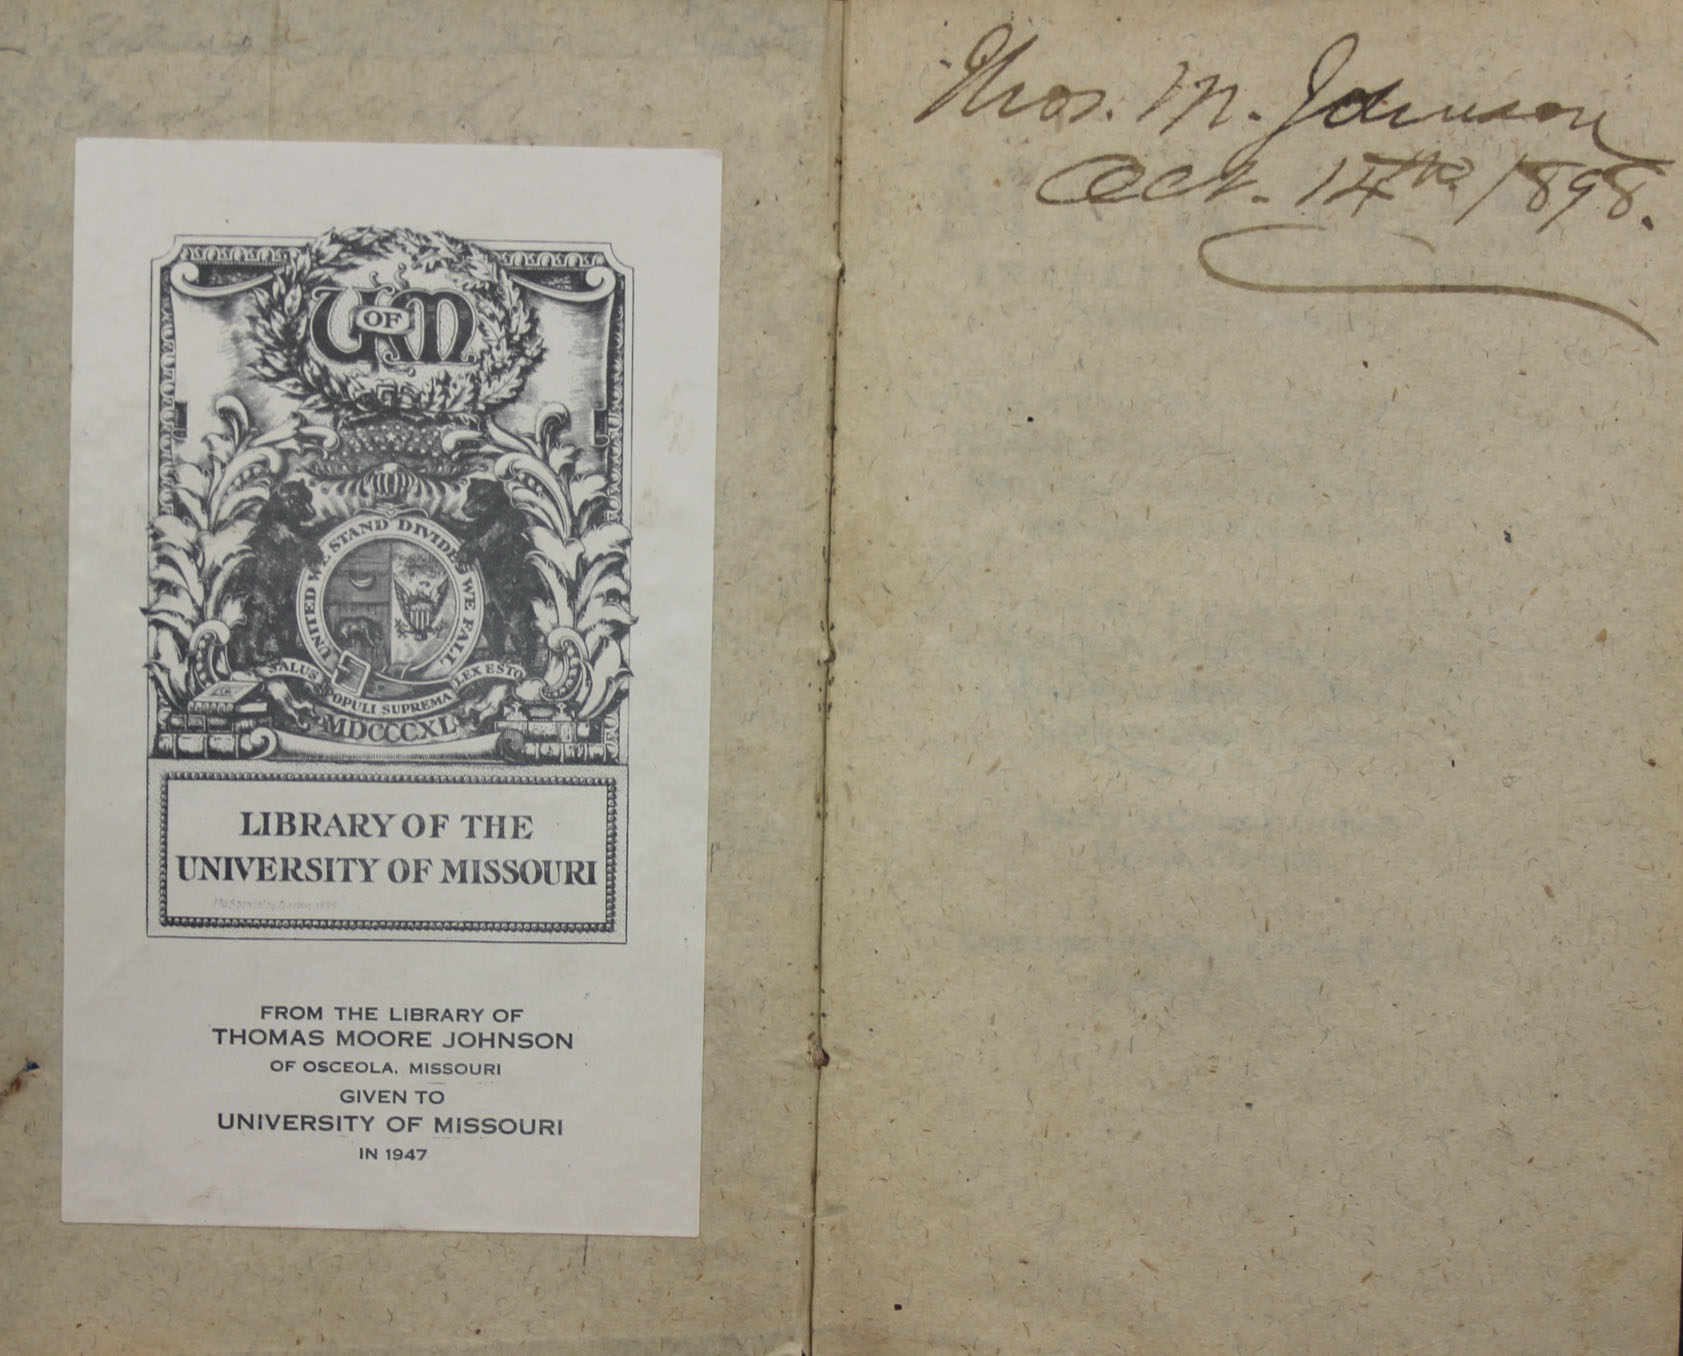 U OF M
UNITED WE STAND DIVIDED WE FALL
SALUS POPULI SUPREMA LEX ESTO
MDCCCXL
LIBRARY OF THE
UNIVERSITY OF MISSOURI
FROM THE LIBRARY OF
THOMAS MOORE JOHNSON
OF OSCEOLA, MISSOURI
GIVEN TO
UNIVERSITY OF MISSOURI
IN 1947
Thos. M. Johnson
Oct. 14th 1898.